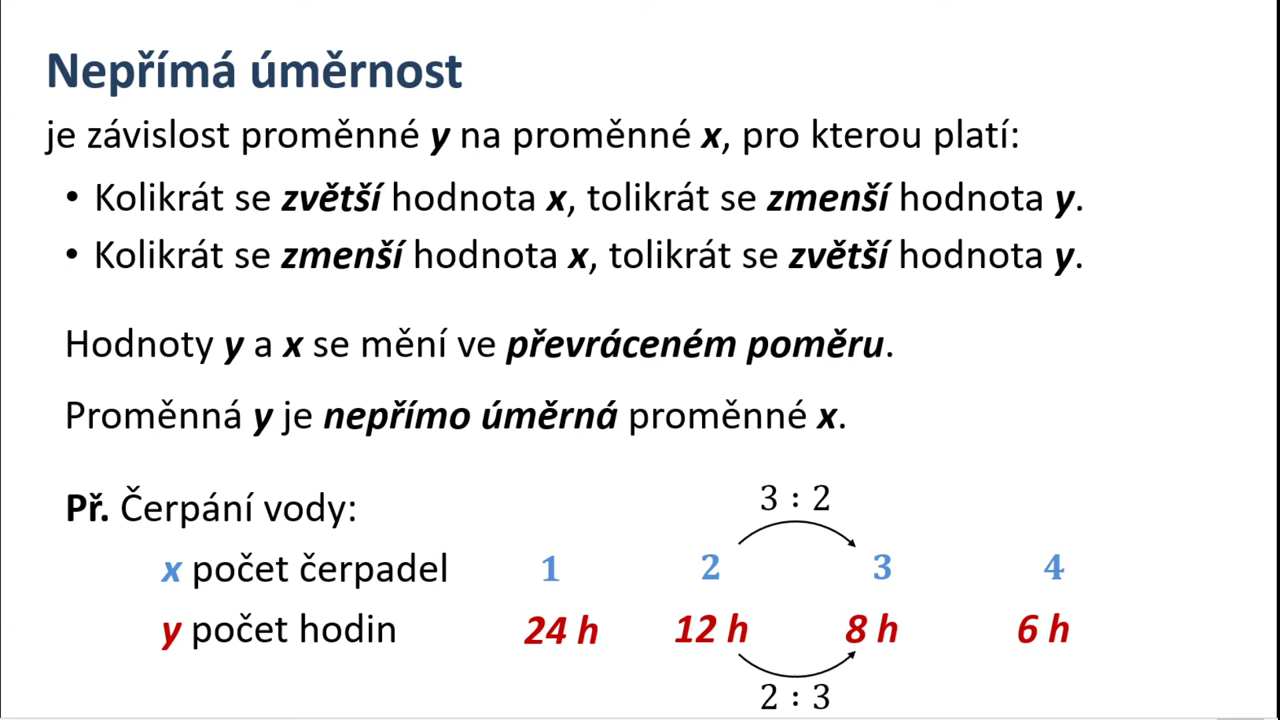 Nepřímá úměrnost
je závislost proměnné y na proměnné x, pro kterou platí:
• Kolikrát se zvětší hodnota x, tolikrát se zmenší hodnota y.
• Kolikrát se zmenší hodnota x, tolikrát se zvětší hodnota y.
Hodnoty y a x se mění ve převráceném poměru.
Proměnná y je nepřímo úměrná proměnné x.
Př. Čerpání vody:
3 : 2
x počet čerpadel 1 2 3 4
y počet hodin 24 h 12 h 8 h 6 h
2 : 3